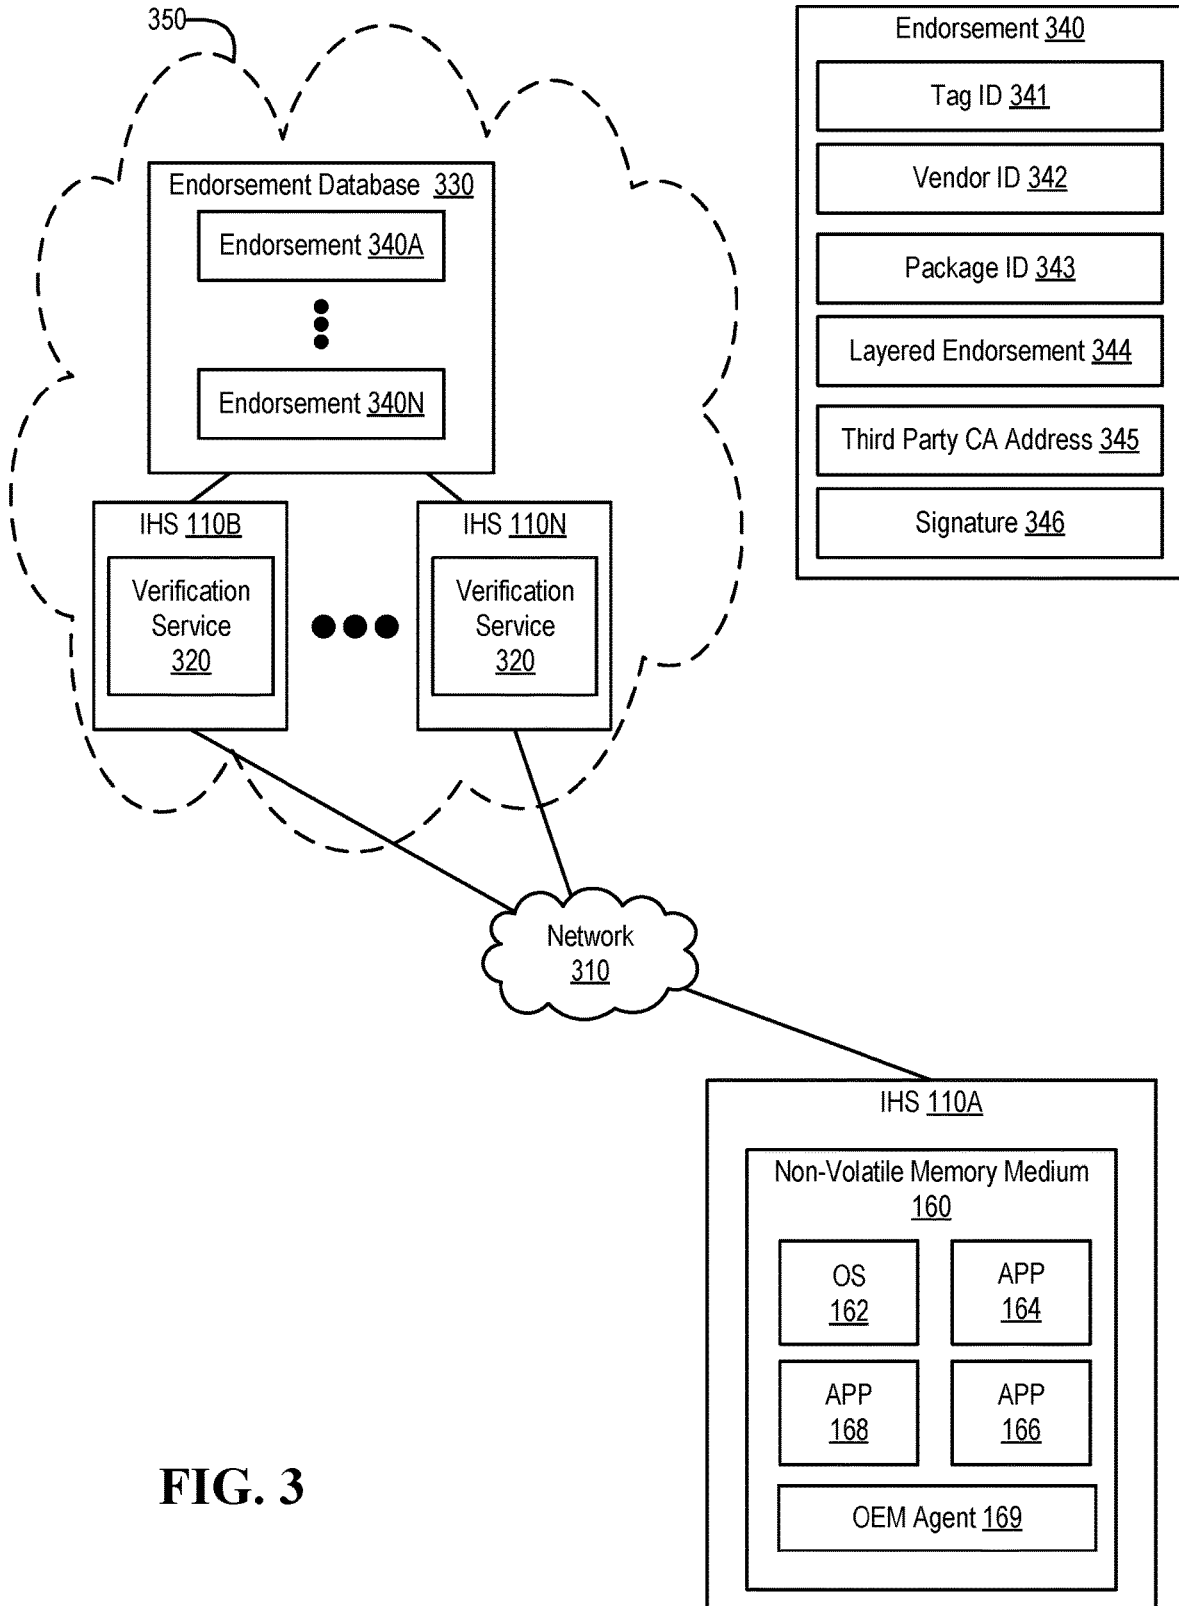 350
Endorsement Database 330
Endorsement 340A
Endorsement 340N
IHS 110B
Verification
Service
320
IHS 110N
Verification
Service
320
Endorsement 340
Tag ID 341
Vendor ID 342
Package ID 343
Layered Endorsement 344
Third Party CA Address 345
Signature 346
Network
310
IHS 110A
Non-Volatile Memory Medium
160
OS
162
APP
164
APP
168
APP
166
OEM Agent 169
FIG. 3